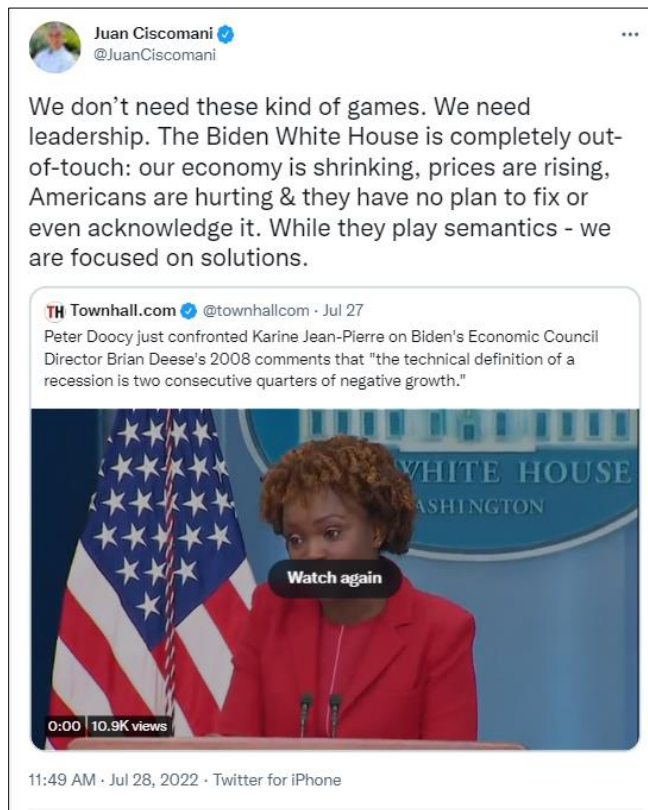 Juan Ciscomani
@JuanCiscomani
We don’t need these kind of games. We need
leadership. The Biden White House is completely out-
of-touch: our economy is shrinking, prices are rising,
Americans are hurting & they have no plan to fix or
even acknowledge it. While they play semantics - we
are focused on solutions.
TH Townhall.com @townhallcom · Jul 27
Peter Doocy just confronted Karine Jean-Pierre on Biden's Economic Council
Director Brian Deese's 2008 comments that "the technical definition of a
recession is two consecutive quarters of negative growth."
WHITE HOUSE
WASHINGTON
Watch again
0:00 10.9K views
11:49 AM · Jul 28, 2022 · Twitter for iPhone